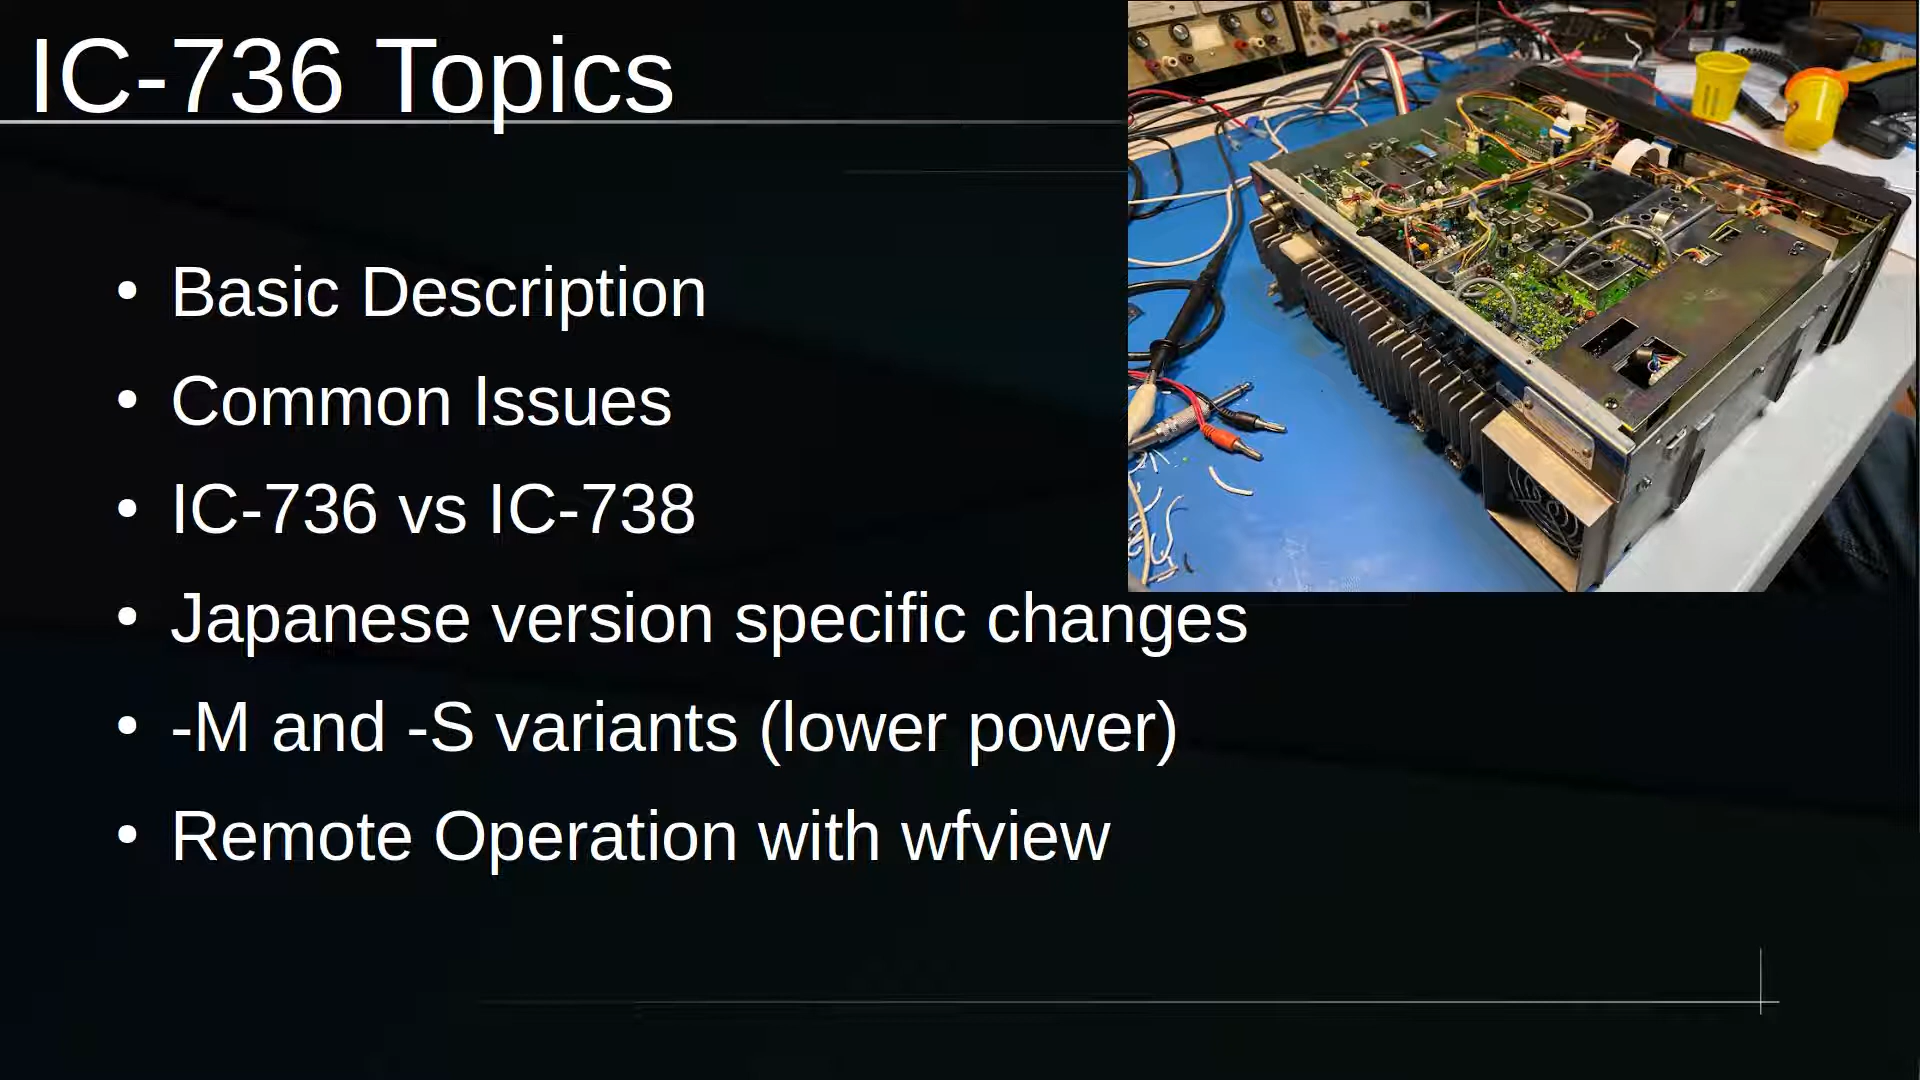 IC-736 Topics
Basic Description
Common Issues
IC-736 vs IC-738
Japanese version specific changes
-M and -S variants (lower power)
Remote Operation with wfview